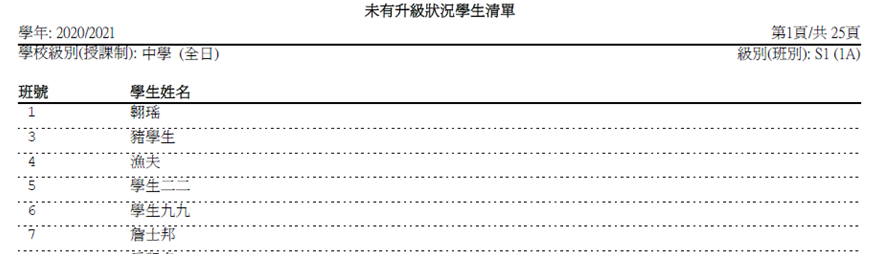 未有升級狀況學生清單
學年: 2020/2021 第1頁/共 25頁
學校級別(授課制): 中學 (全日) 級別(班別): S1 (1A)
班號 學生姓名
1 翱瑤
3 豬學生
4 漁夫
5 學生二二
6 學生九九
7 詹士邦